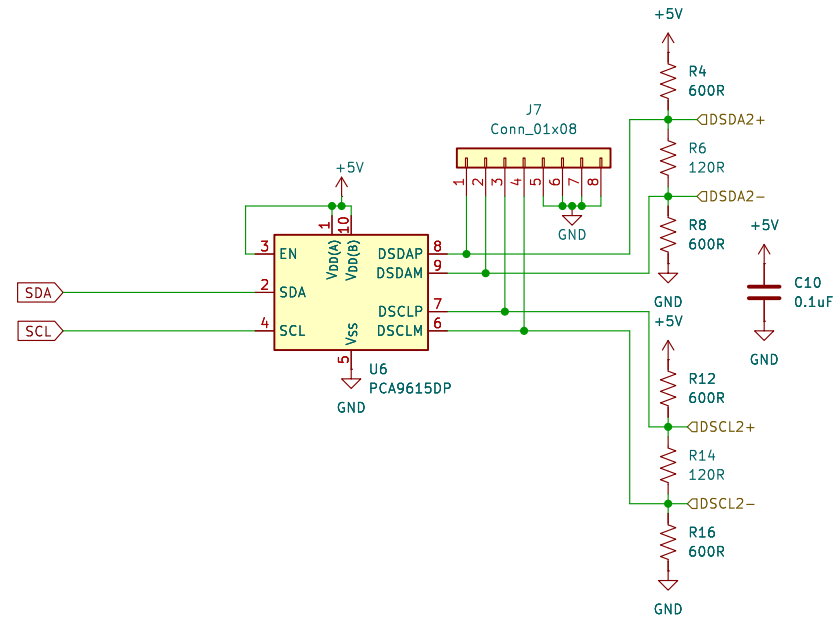 +5V
R4
600R
DSDA2+
R6
120R
DSDA2-
R8
600R
GND
J7
Conn_01x08
1
2
3
4
5
6
7
8
GND
+5V
1
10
3
EN
VDD(A)
VDD(B)
DSDAP
8
DSDAM
9
SDA
2
SDA
DSCLP
7
SCL
4
SCL
VSS
DSCLM
6
5
U6
PCA9615DP
GND
+5V
C10
0.1uF
GND
+5V
R12
600R
DSCL2+
R14
120R
DSCL2-
R16
600R
GND